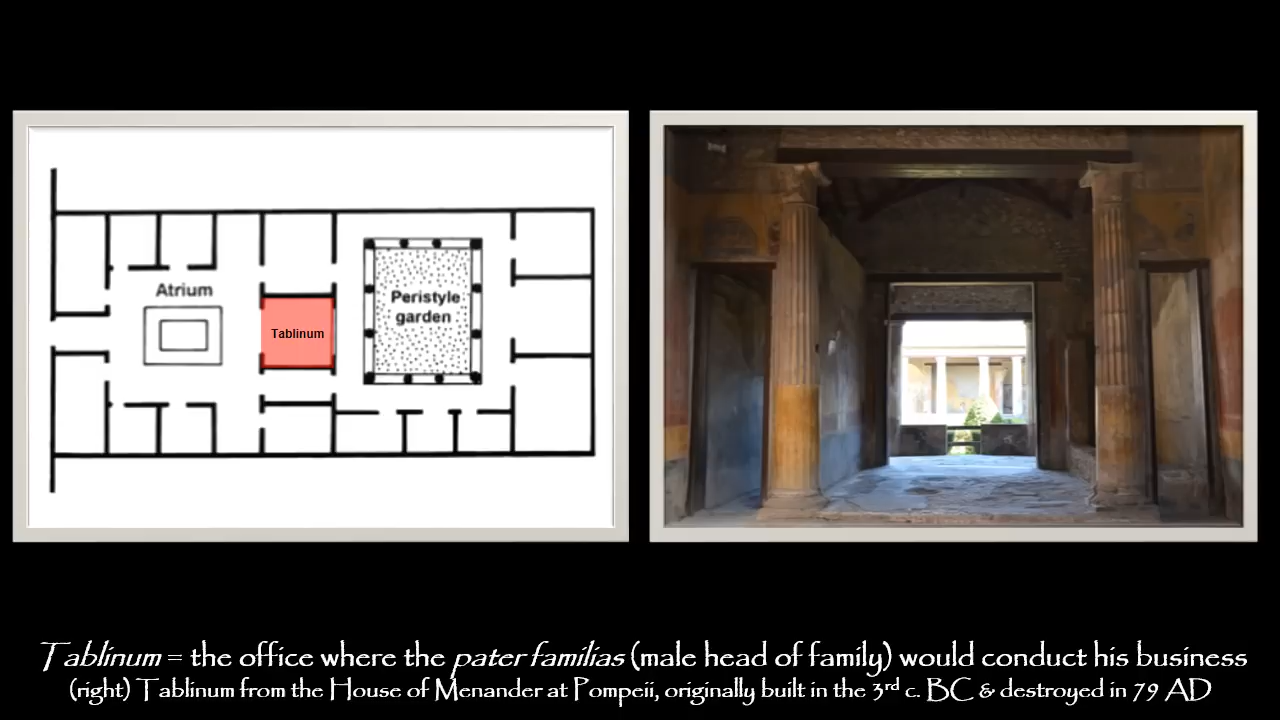 Atrium
Tablinum
Peristyle
garden
Tablinum = the office where the pater familias (male head of family) would conduct his business
(right) Tablinum from the House of Menander at Pompeii, originally built in the 3rd c. BC & destroyed in 79 AD